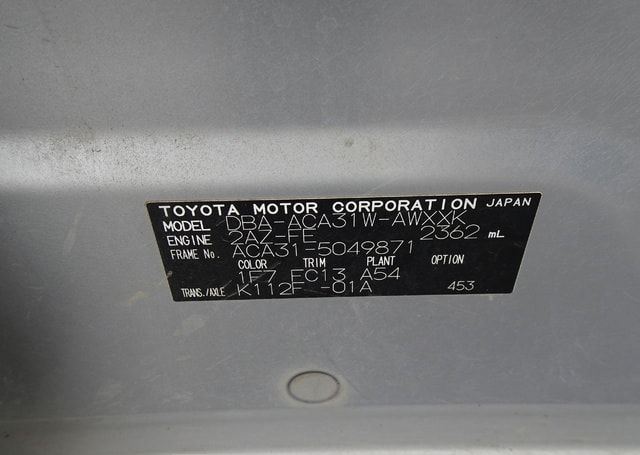 TOYOTA MOTOR CORPORATION JAPAN
MODEL DBA-ACA31W-AWXXK
ENGINE 2AZ-FE 2362 mL
FRAME No. ACA31-5049871
COLOR TRIM PLANT OPTION
1F7 FC13 A54
TRANS./AXLE K112F -01A 453